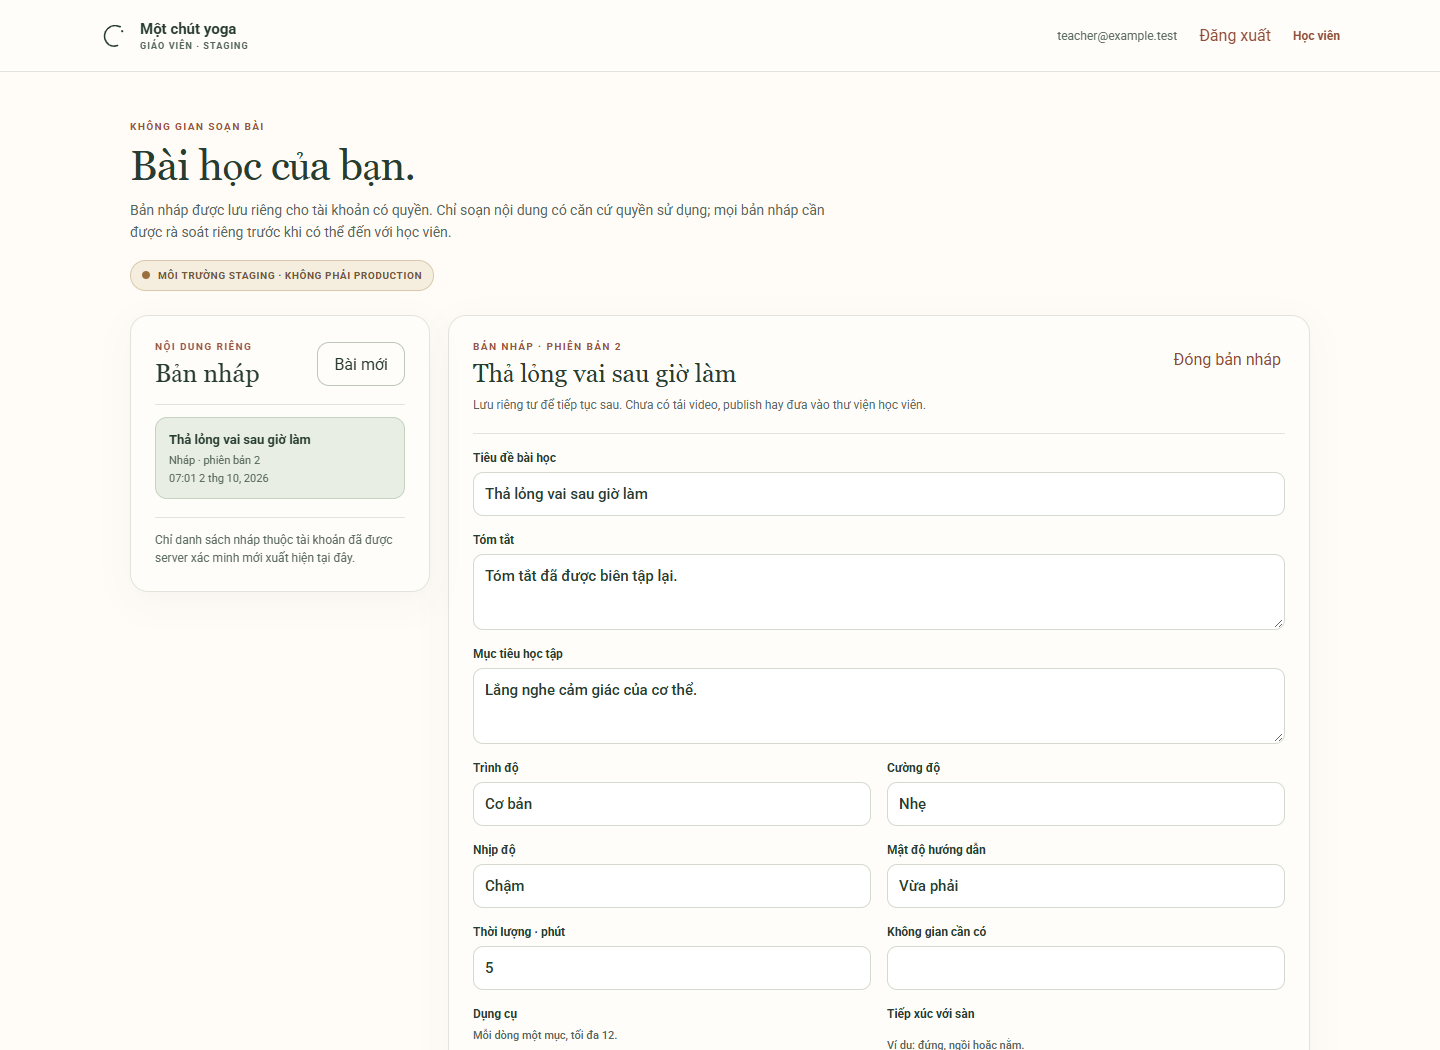 Một chút yoga
GIÁO VIÊN · STAGING
teacher@example.test
Đăng xuất
Học viên
KHÔNG GIAN SOẠN BÀI
Bài học của bạn.
Bản nháp được lưu riêng cho tài khoản có quyền. Chỉ soạn nội dung có căn cứ quyền sử dụng; mọi bản nháp cần
được rà soát riêng trước khi có thể đến với học viên.
MÔI TRƯỜNG STAGING · KHÔNG PHẢI PRODUCTION
NỘI DUNG RIÊNG
Bản nháp
Bài mới
Thả lỏng vai sau giờ làm
Nháp · phiên bản 2
07:01 2 thg 10, 2026
Chỉ danh sách nháp thuộc tài khoản đã được
server xác minh mới xuất hiện tại đây.
BẢN NHÁP · PHIÊN BẢN 2
Thả lỏng vai sau giờ làm
Đóng bản nháp
Lưu riêng tư để tiếp tục sau. Chưa có tải video, publish hay đưa vào thư viện học viên.
Tiêu đề bài học
Thả lỏng vai sau giờ làm
Tóm tắt
Tóm tắt đã được biên tập lại.
Mục tiêu học tập
Lắng nghe cảm giác của cơ thể.
Trình độ
Cường độ
Cơ bản
Nhẹ
Nhịp độ
Mật độ hướng dẫn
Chậm
Vừa phải
Thời lượng · phút
Không gian cần có
5
Dụng cụ
Tiếp xúc với sàn
Mỗi dòng một mục, tối đa 12.
Ví dụ: đứng, ngồi hoặc nằm.